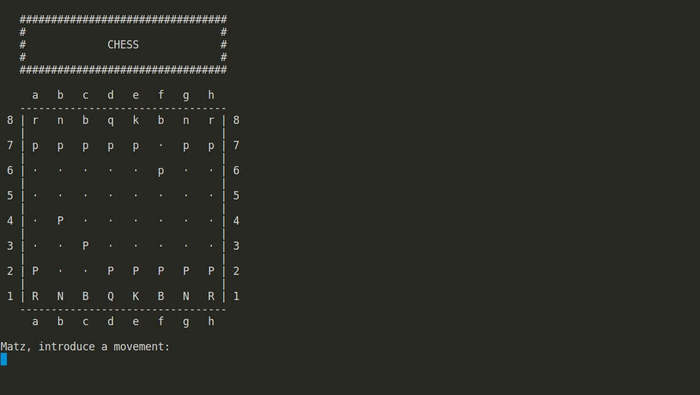 #################################
#                               #
#             CHESS             #
#                               #
#################################
a   b   c   d   e   f   g   h
---------------------------------
8 | r   n   b   q   k   b   n   r | 8
|                               |
7 | p   p   p   p   p   ·   p   p | 7
|                               |
6 | ·   ·   ·   ·   ·   p   ·   · | 6
|                               |
5 | ·   ·   ·   ·   ·   ·   ·   · | 5
|                               |
4 | ·   P   ·   ·   ·   ·   ·   · | 4
|                               |
3 | ·   ·   P   ·   ·   ·   ·   · | 3
|                               |
2 | P   ·   ·   P   P   P   P   P | 2
|                               |
1 | R   N   B   Q   K   B   N   R | 1
---------------------------------
a   b   c   d   e   f   g   h
Matz, introduce a movement: